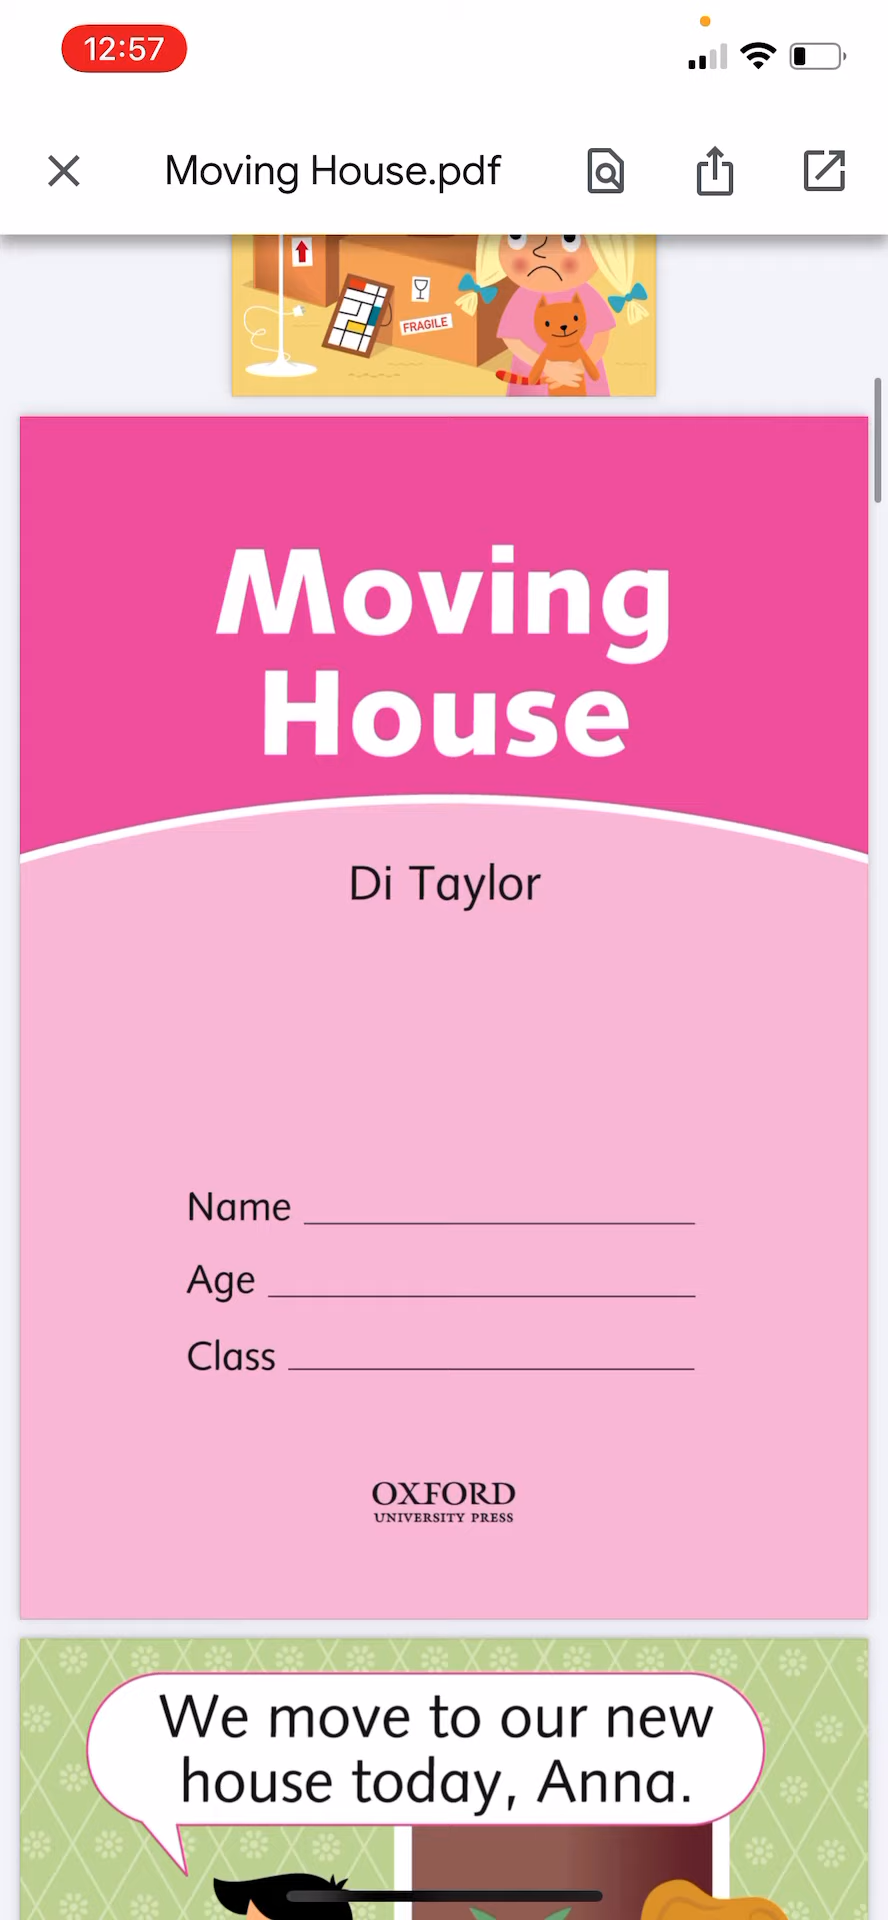 12:57
Moving House.pdf
FRAGILE
Moving
House
Di Taylor
Name
Age
Class
OXFORD
UNIVERSITY PRESS
We move to our new
house today, Anna.